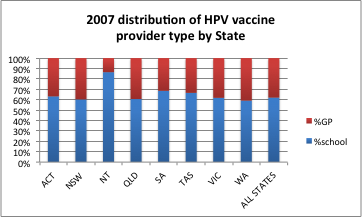 2007 distribution of HPV vaccine
provider type by State
100%
90%
80%
70%
60%
50%
40%
30%
20%
10%
0%
ACT
NSW
NT
QLD
SA
TAS
VIC
WA
ALL STATES
%GP
%school